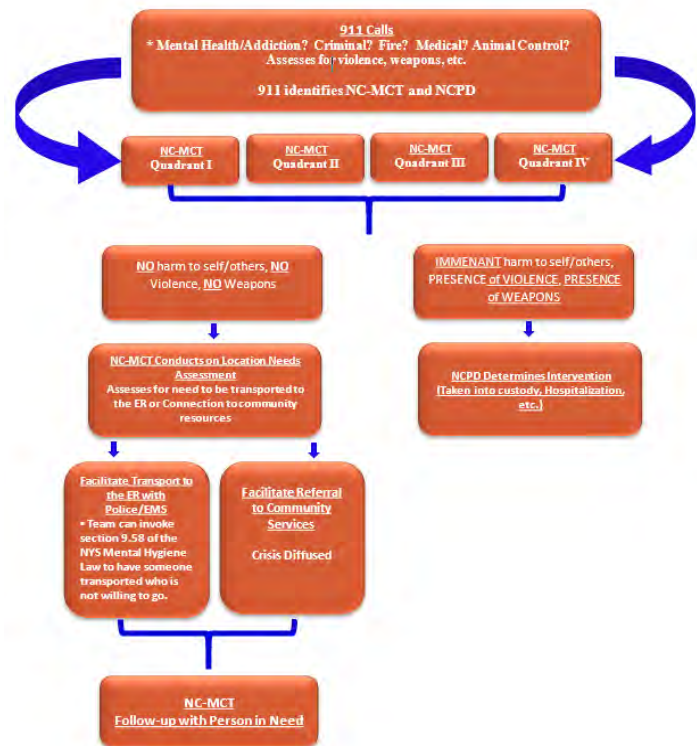 911 Calls
* Mental Health/Addiction? Criminal? Fire? Medical? Animal Control?
Assesses for violence, weapons, etc.
911 identifies NC-MCT and NCPD
NC-MCT
Quadrant I
NC-MCT
Quadrant II
NC-MCT
Quadrant III
NC-MCT
Quadrant IV
NO harm to self/others, NO
Violence, NO Weapons
IMMENANT harm to self/others,
PRESENCE of VIOLENCE, PRESENCE
of WEAPONS
NC-MCT Conducts on Location Needs
Assessment
Assesses for need to be transported to
the ER or Connection to community
resources
NCPD Determines Intervention
(Taken into custody, Hospitalization,
etc.)
Facilitate Transport to
the ER with
Police/EMS
• Team can invoke
section 9.58 of the
NYS Mental Hygiene
Law to have someone
transported who is
not willing to go.
Facilitate Referral
to Community
Services
Crisis Diffused
NC-MCT
Follow-up with Person in Need